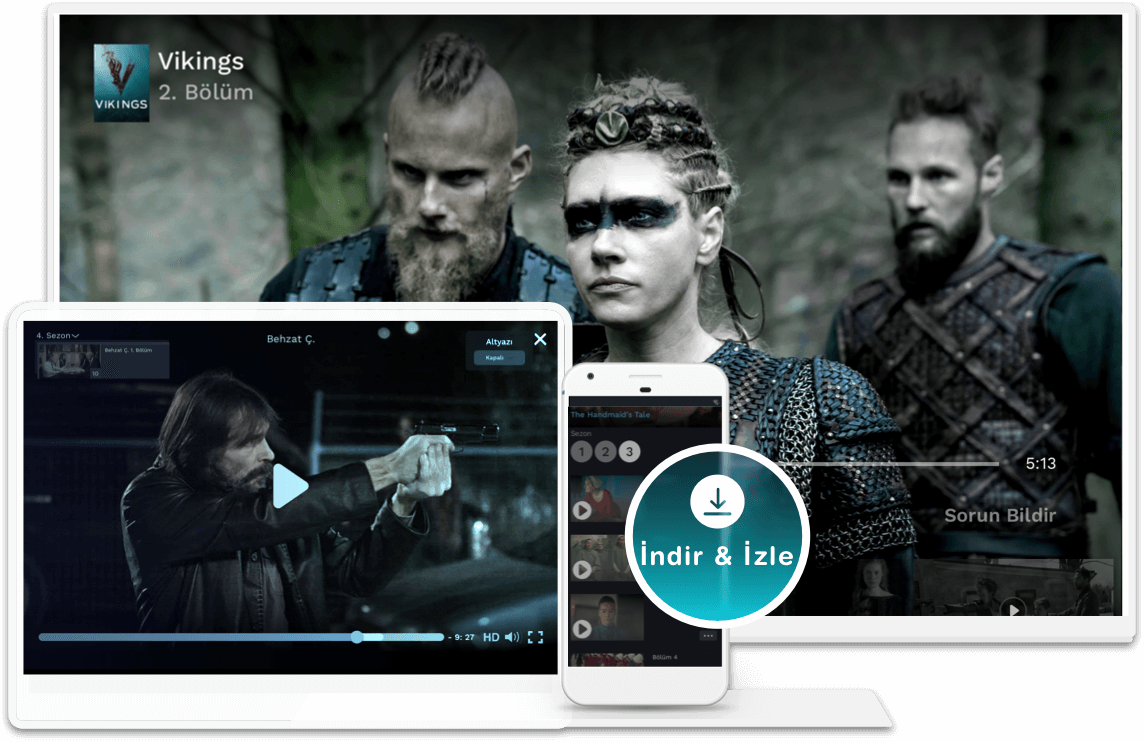 Vikings
2. Bölüm
VIKINGS
5:13
Sorun Bildir
4. Sezon
Behzat Ç. 1. Bölüm
10
Behzat Ç.
Altyazı
Kapalı
- 9: 27 HD
The Handmaid's Tale
Sezon
1 2 3
Bölüm 4
İndir & İzle